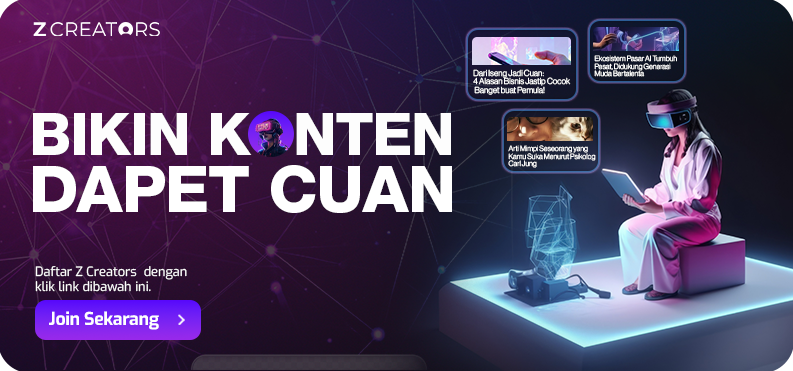 Z CREATORS
BIKIN KONTEN
DAPET CUAN
Daftar Z Creators dengan
klik link dibawah ini.
Join Sekarang
Dari Iseng Jadi Cuan:
4 Alasan Bisnis Jastip Cocok
Banget buat Pemula!
Ekosistem Pasar AI Tumbuh
Pesat, Didukung Generasi
Muda Bertalenta
Arti Mimpi Seseorang yang
Kamu Suka Menurut Psikolog
Carl Jung